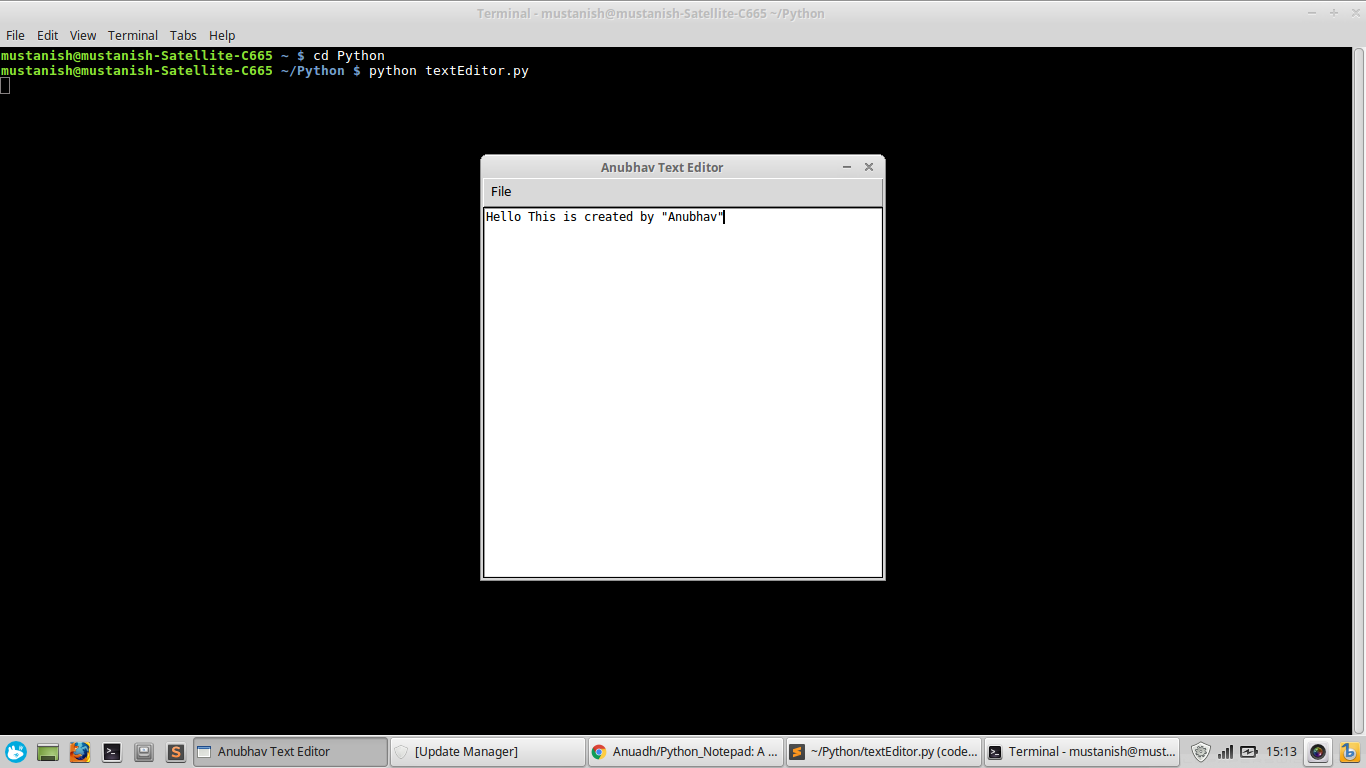 Terminal - mustanish@mustanish-Satellite-C665 ~/Python
File Edit View Terminal Tabs Help
mustanish@mustanish-Satellite-C665 ~ $ cd Python
mustanish@mustanish-Satellite-C665 ~/Python $ python textEditor.py
Anubhav Text Editor
File
Hello This is created by "Anubhav"
Anubhav Text Editor [Update Manager] Anuadh/Python_Notepad: A ... ~/Python/textEditor.py (code... Terminal - mustanish@must... 15:13